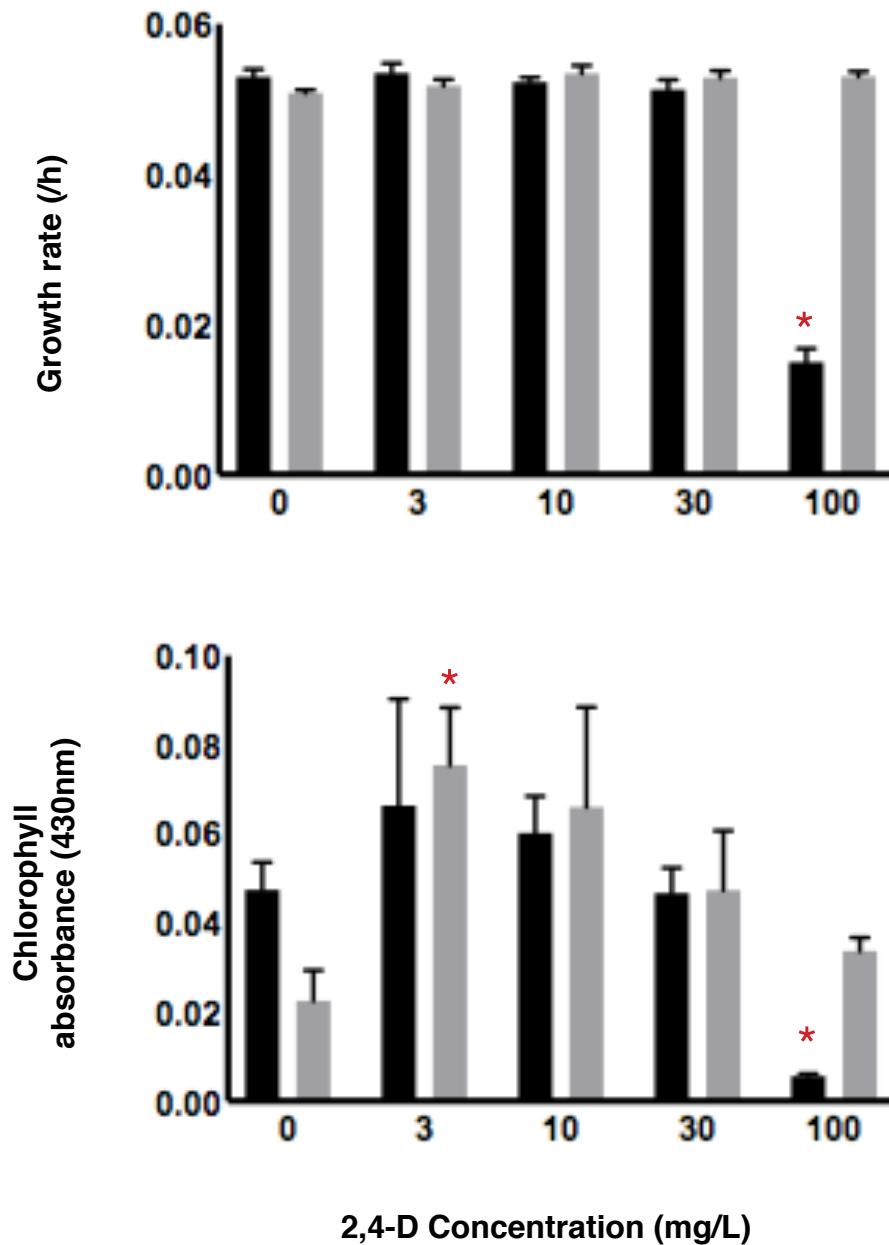 Growth rate (/h)
0.06
0.04
0.02
0.00
*
0 3 10 30 100
Chlorophyll
absorbance (430nm)
0.10
0.08
0.06
0.04
0.02
0.00
*
*
0 3 10 30 100
2,4-D Concentration (mg/L)